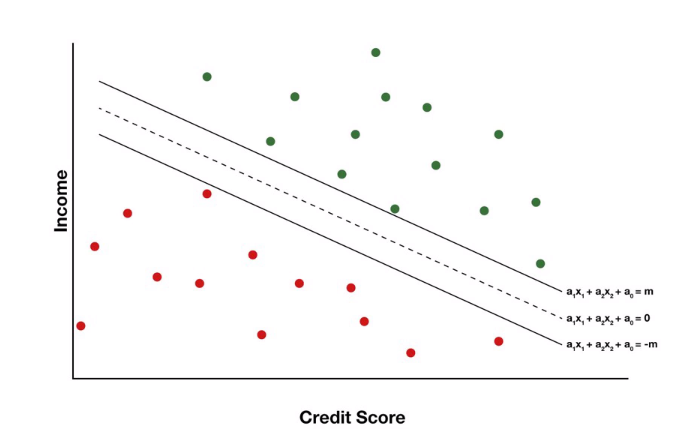 Income
a₁x₁ + a₂x₂ + a₀ = m
a₁x₁ + a₂x₂ + a₀ = 0
a₁x₁ + a₂x₂ + a₀ = -m
Credit Score